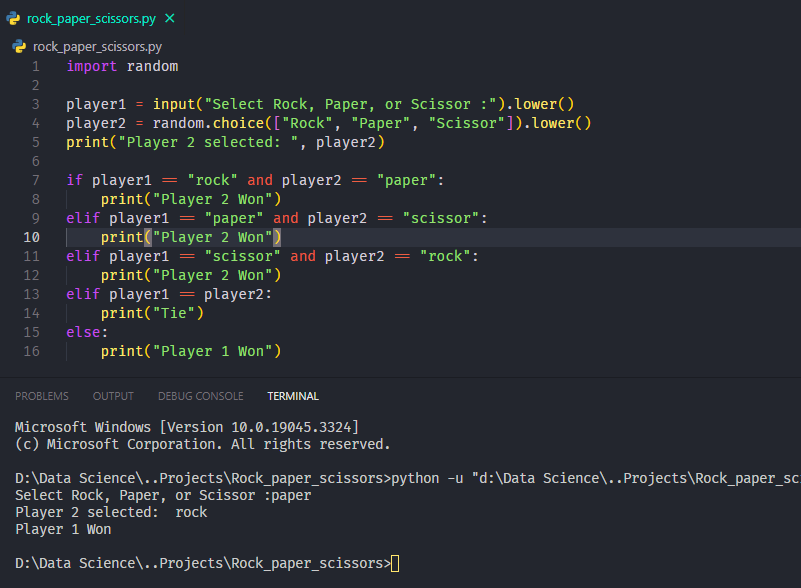 rock_paper_scissors.py
rock_paper_scissors.py
1 import random
2
3 player1 = input("Select Rock, Paper, or Scissor :").lower()
4 player2 = random.choice(["Rock", "Paper", "Scissor"]).lower()
5 print("Player 2 selected: ", player2)
6
7 if player1 == "rock" and player2 == "paper":
8     print("Player 2 Won")
9 elif player1 == "paper" and player2 == "scissor":
10     print("Player 2 Won")
11 elif player1 == "scissor" and player2 == "rock":
12     print("Player 2 Won")
13 elif player1 == player2:
14     print("Tie")
15 else:
16     print("Player 1 Won")
PROBLEMS OUTPUT DEBUG CONSOLE TERMINAL
Microsoft Windows [Version 10.0.19045.3324]
(c) Microsoft Corporation. All rights reserved.
D:\Data Science\..Projects\Rock_paper_scissors>python -u "d:\Data Science\..Projects\Rock_paper_sci
Select Rock, Paper, or Scissor :paper
Player 2 selected:  rock
Player 1 Won
D:\Data Science\..Projects\Rock_paper_scissors>